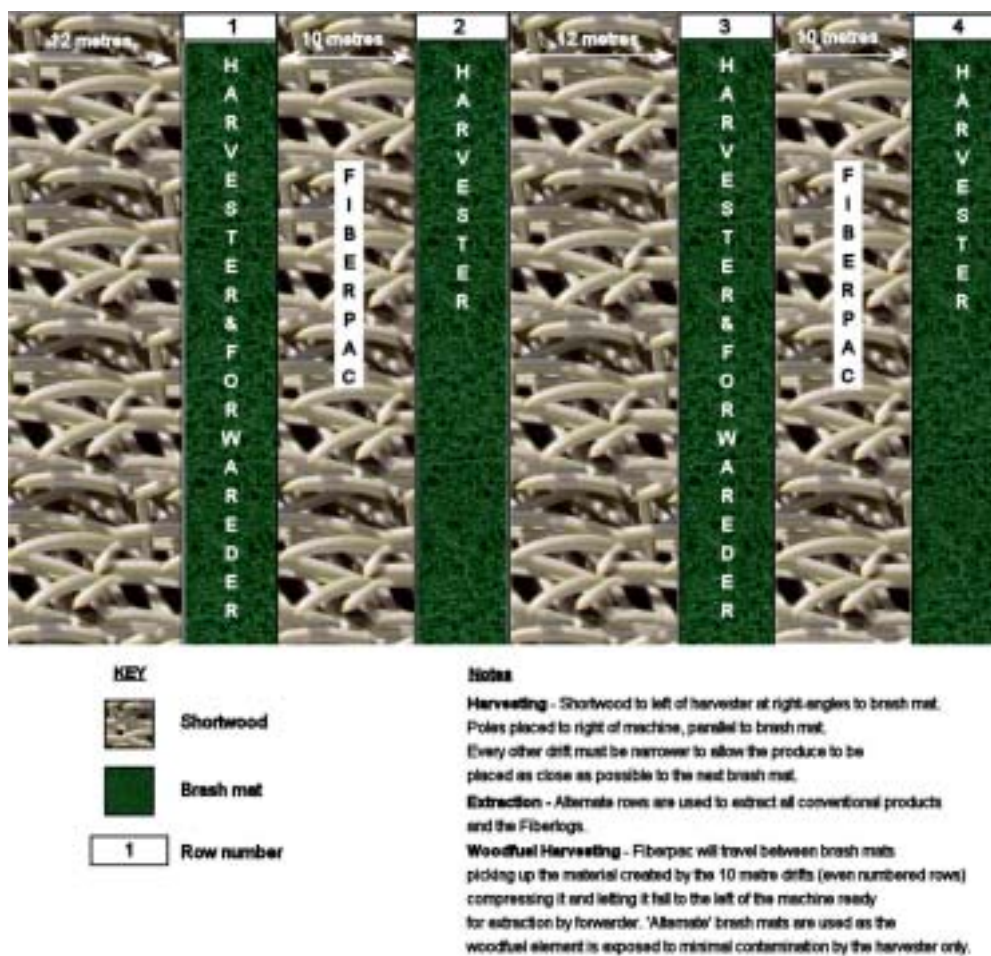 1
2
3
4
12 metres
10 metres
12 metres
10 metres
HARVESTER&FORWAREDER
FIBERPAC
HARVESTER
HARVESTER&FORWAREDER
FIBERPAC
HARVESTER
KEY
Shortwood
Brash mat
1
Row number
Notes
Harvesting - Shortwood to left of harvester at right-angles to brash mat.
Poles placed to right of machine, parallel to brash mat.
Every other drift must be narrower to allow the produce to be
placed as close as possible to the next brash mat.
Extraction - Alternate rows are used to extract all conventional products
and the Fiberlogs.
Woodfuel Harvesting - Fiberpac will travel between brash mats
picking up the material created by the 10 metre drifts (even numbered rows)
compressing it and letting it fall to the left of the machine ready
for extraction by forwarder. 'Alternate' brash mats are used as the
woodfuel element is exposed to minimal contamination by the harvester only.